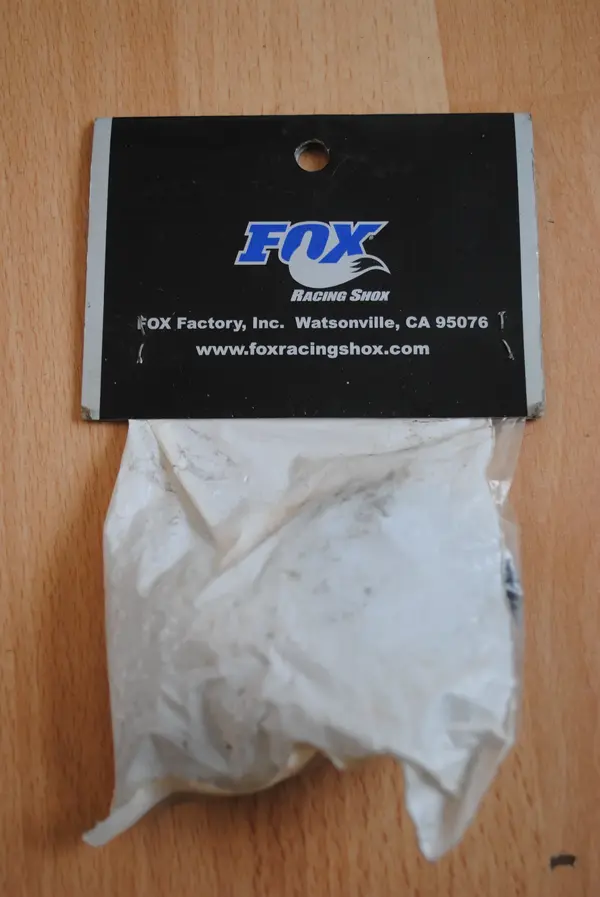 FOX
RACING SHOX
FOX Factory, Inc. Watsonville, CA 95076
www.foxracingshox.com